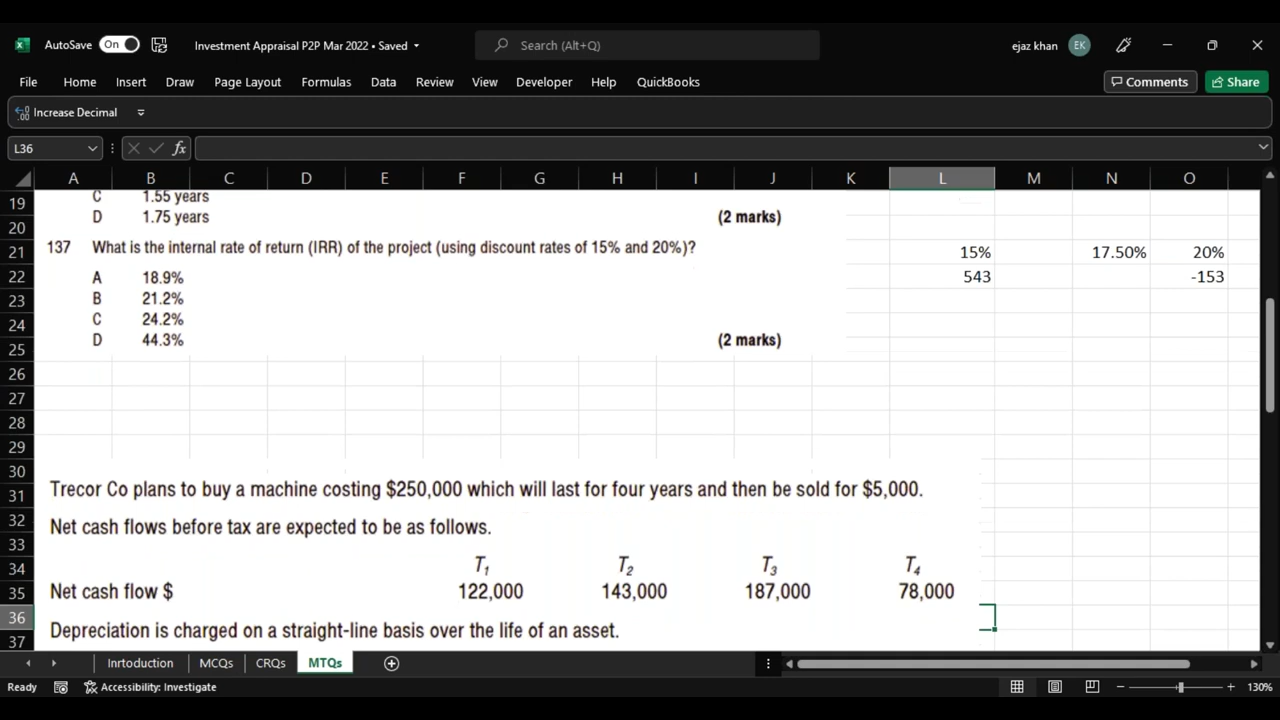 AutoSave On Investment Appraisal P2P Mar 2022 • Saved Search (Alt+Q) ejaz khan EK
File Home Insert Draw Page Layout Formulas Data Review View Developer Help QuickBooks Comments Share
Increase Decimal
L36 fx
A B C D E F G H I J K L M N O
19 C 1.55 years
20 D 1.75 years (2 marks)
21 137 What is the internal rate of return (IRR) of the project (using discount rates of 15% and 20%)? 15% 17.50% 20%
22 A 18.9% 543 -153
23 B 21.2%
24 C 24.2%
25 D 44.3% (2 marks)
26
27
28
29
30
31 Trecor Co plans to buy a machine costing $250,000 which will last for four years and then be sold for $5,000.
32 Net cash flows before tax are expected to be as follows.
33
34 T1 T2 T3 T4
35 Net cash flow $ 122,000 143,000 187,000 78,000
36
37 Depreciation is charged on a straight-line basis over the life of an asset.
Inrtoduction MCQs CRQs MTQs
Ready Accessibility: Investigate 130%